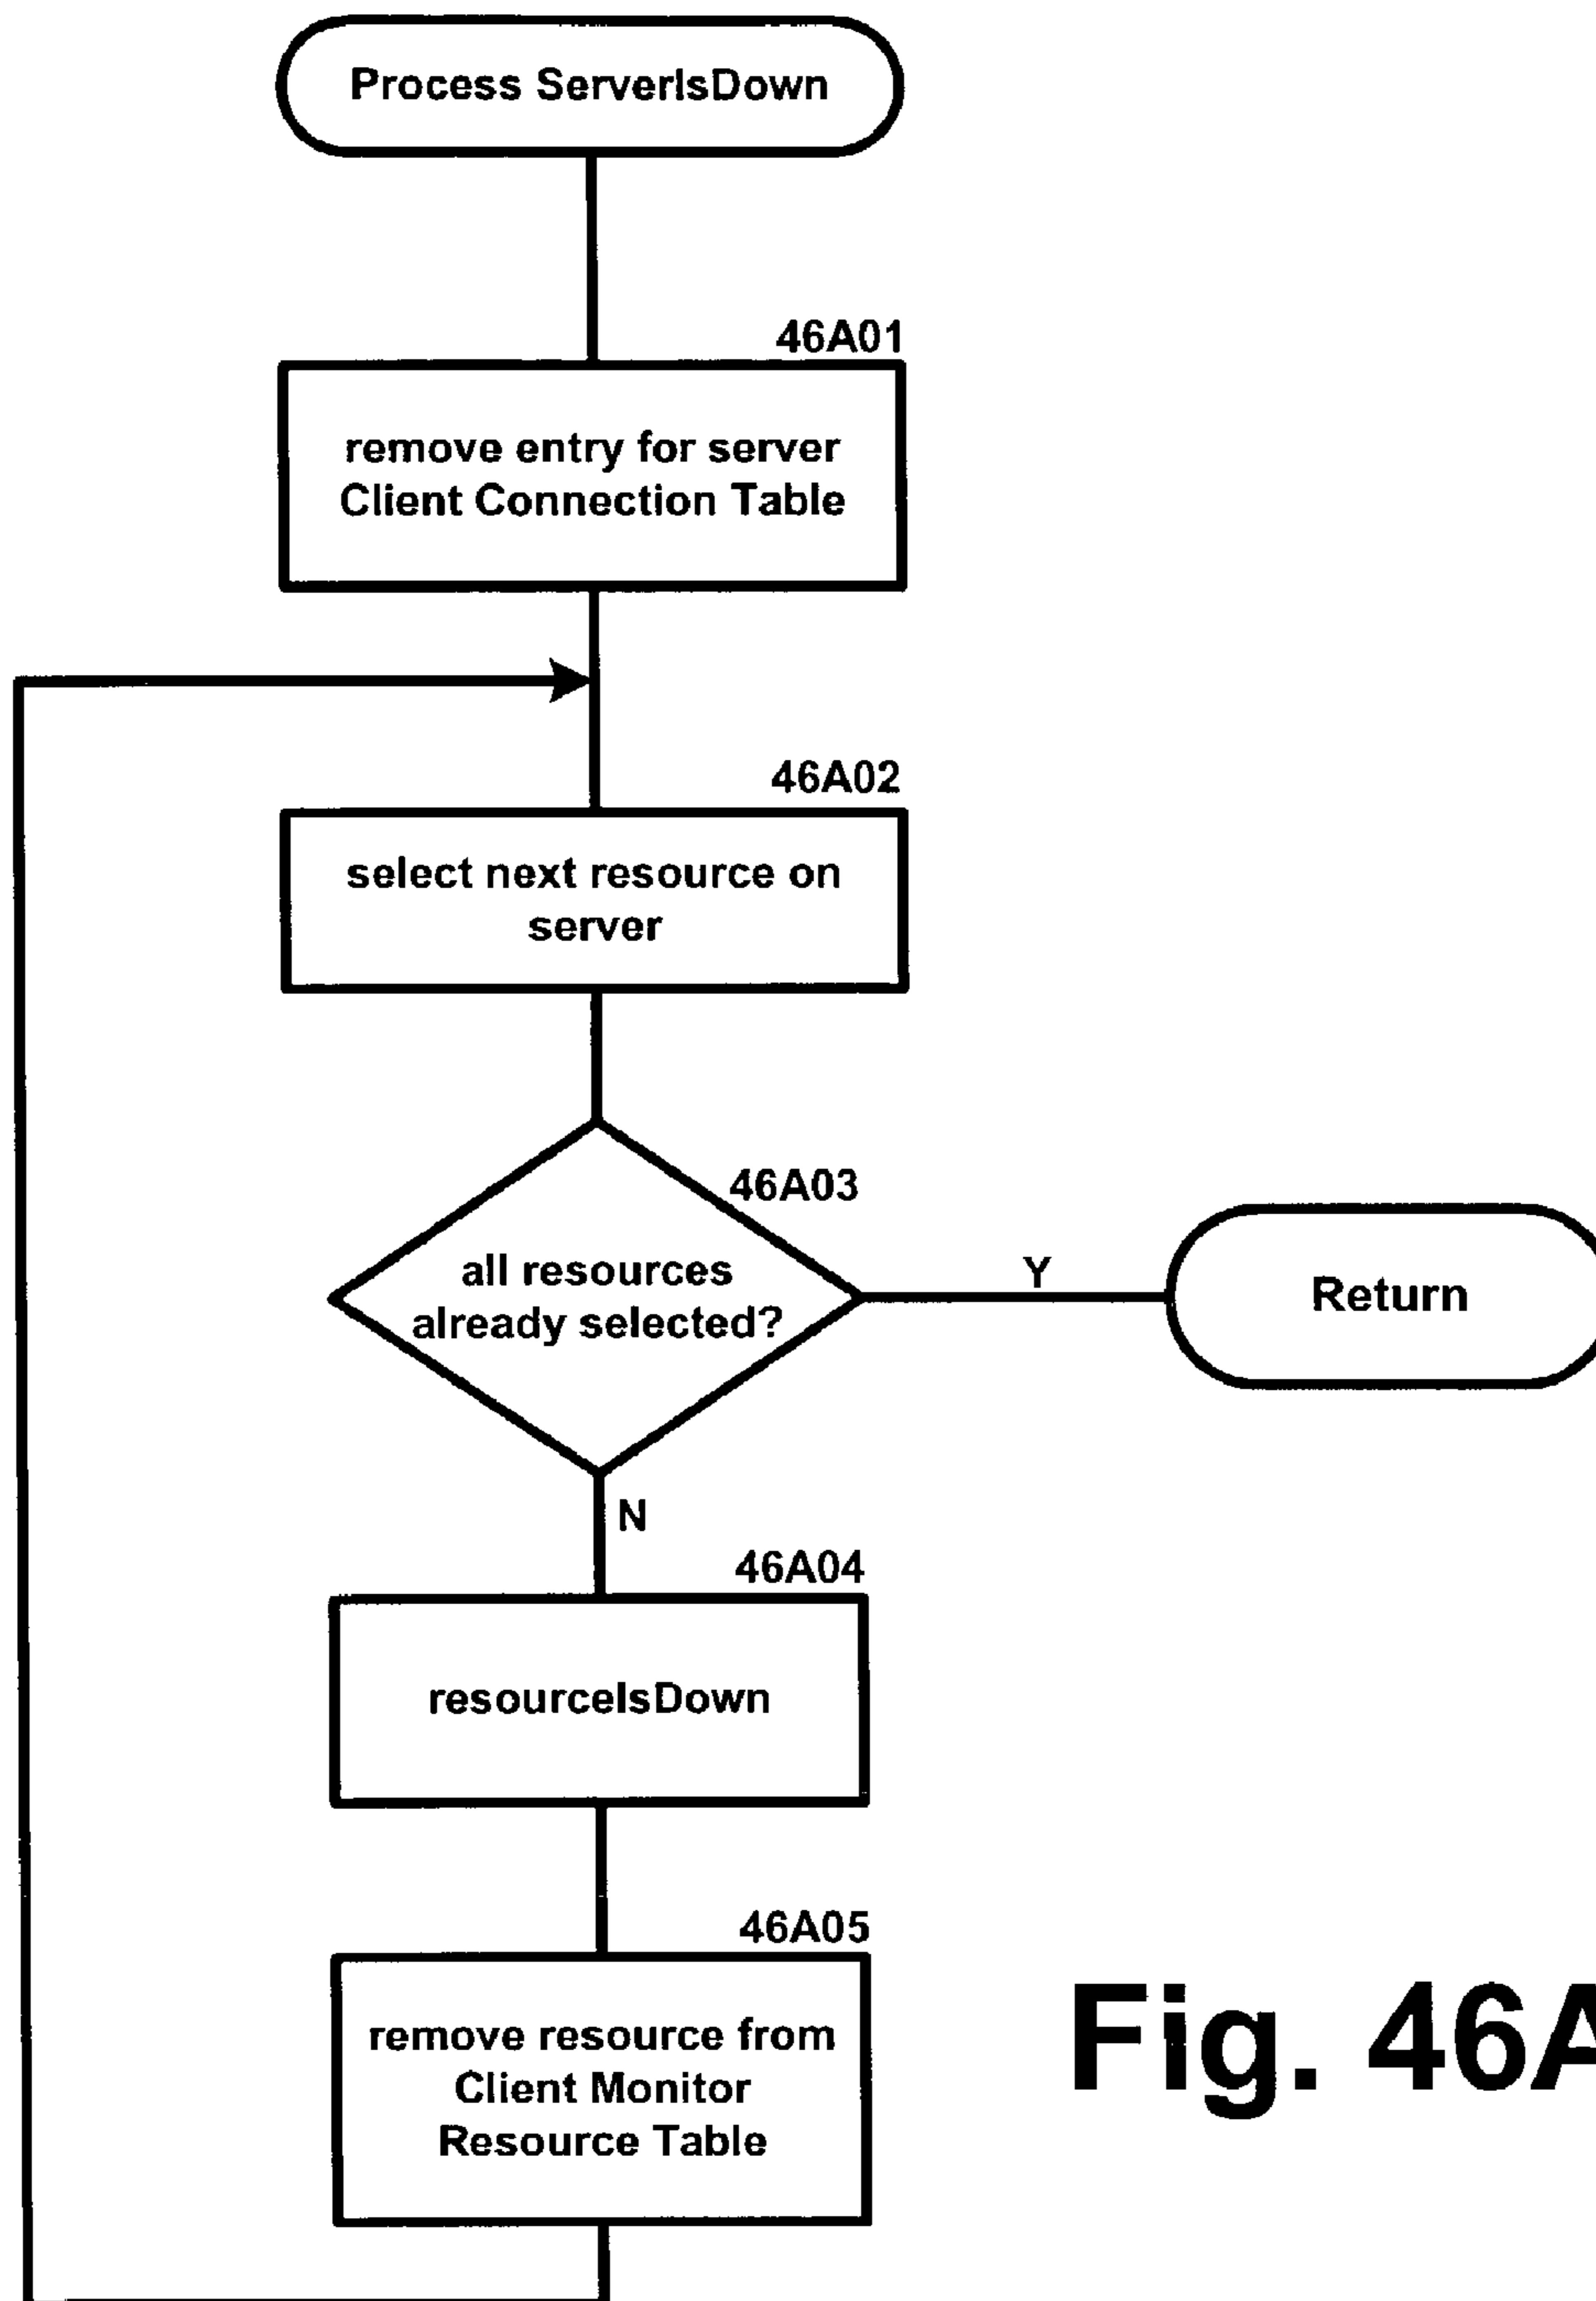 Process ServerIsDown
46A01
remove entry for server
Client Connection Table
46A02
select next resource on
server
46A03
all resources
already selected?
Y
Return
N
46A04
resourceIsDown
46A05
remove resource from
Client Monitor
Resource Table
Fig. 46A